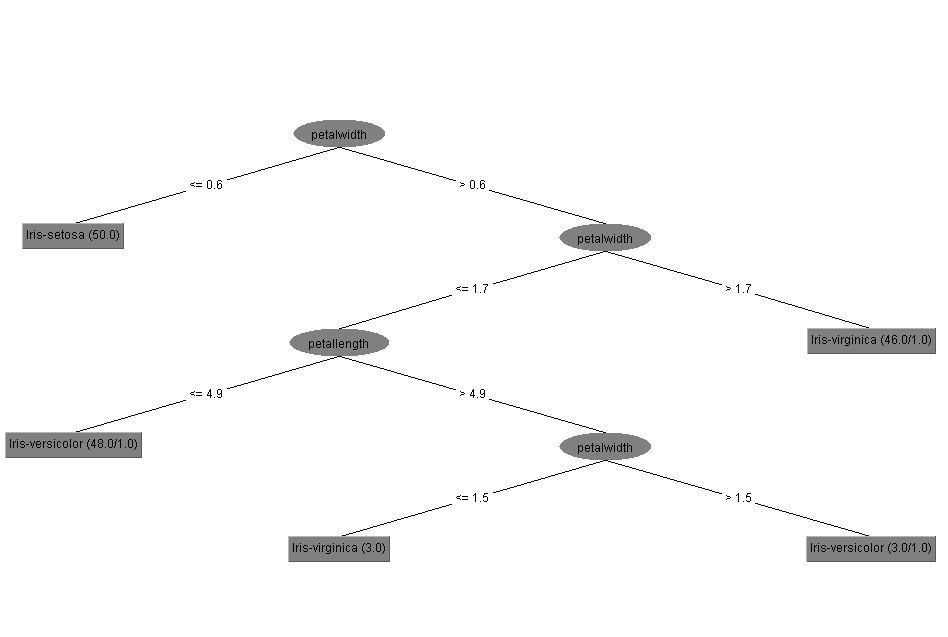 petalwidth
<= 0.6
> 0.6
Iris-setosa (50.0)
petalwidth
<= 1.7
> 1.7
petallength
Iris-virginica (46.0/1.0)
<= 4.9
> 4.9
Iris-versicolor (48.0/1.0)
petalwidth
<= 1.5
> 1.5
Iris-virginica (3.0)
Iris-versicolor (3.0/1.0)